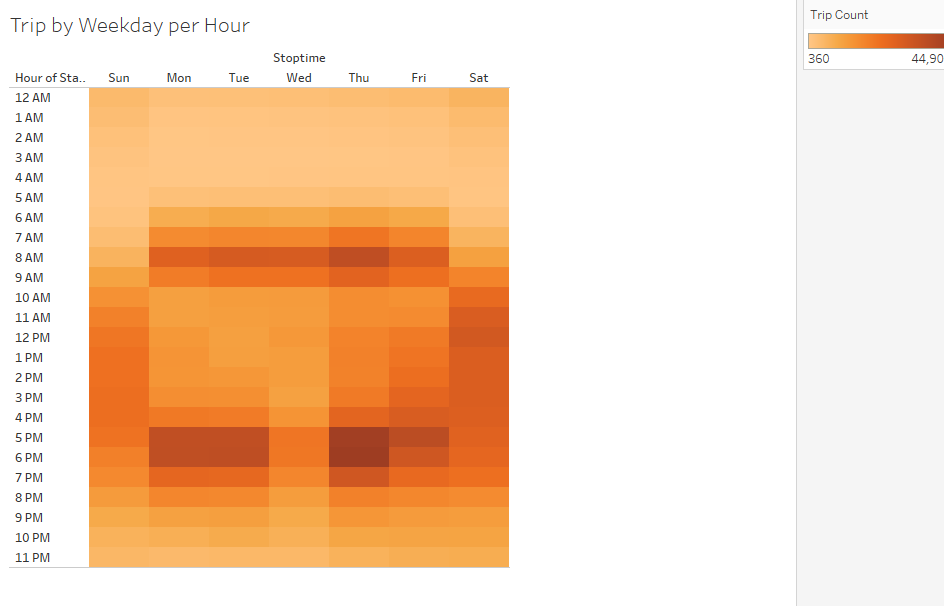 Trip by Weekday per Hour
Trip Count
360 44,90
Stoptime
Hour of Sta.. Sun Mon Tue Wed Thu Fri Sat
12 AM
1 AM
2 AM
3 AM
4 AM
5 AM
6 AM
7 AM
8 AM
9 AM
10 AM
11 AM
12 PM
1 PM
2 PM
3 PM
4 PM
5 PM
6 PM
7 PM
8 PM
9 PM
10 PM
11 PM